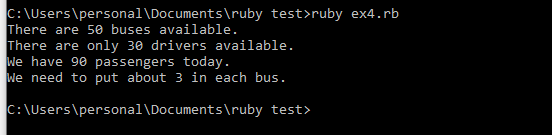 C:\Users\personal\Documents\ruby test>ruby ex4.rb
There are 50 buses available.
There are only 30 drivers available.
We have 90 passengers today.
We need to put about 3 in each bus.
C:\Users\personal\Documents\ruby test>